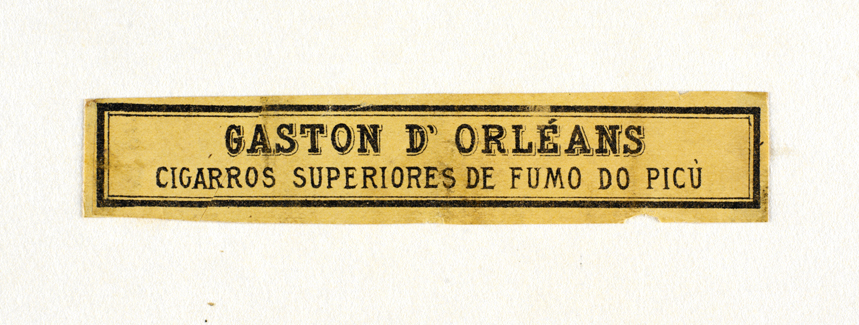 GASTON D' ORLÉANS
CIGARROS SUPERIORES DE FUMO DO PICÙ